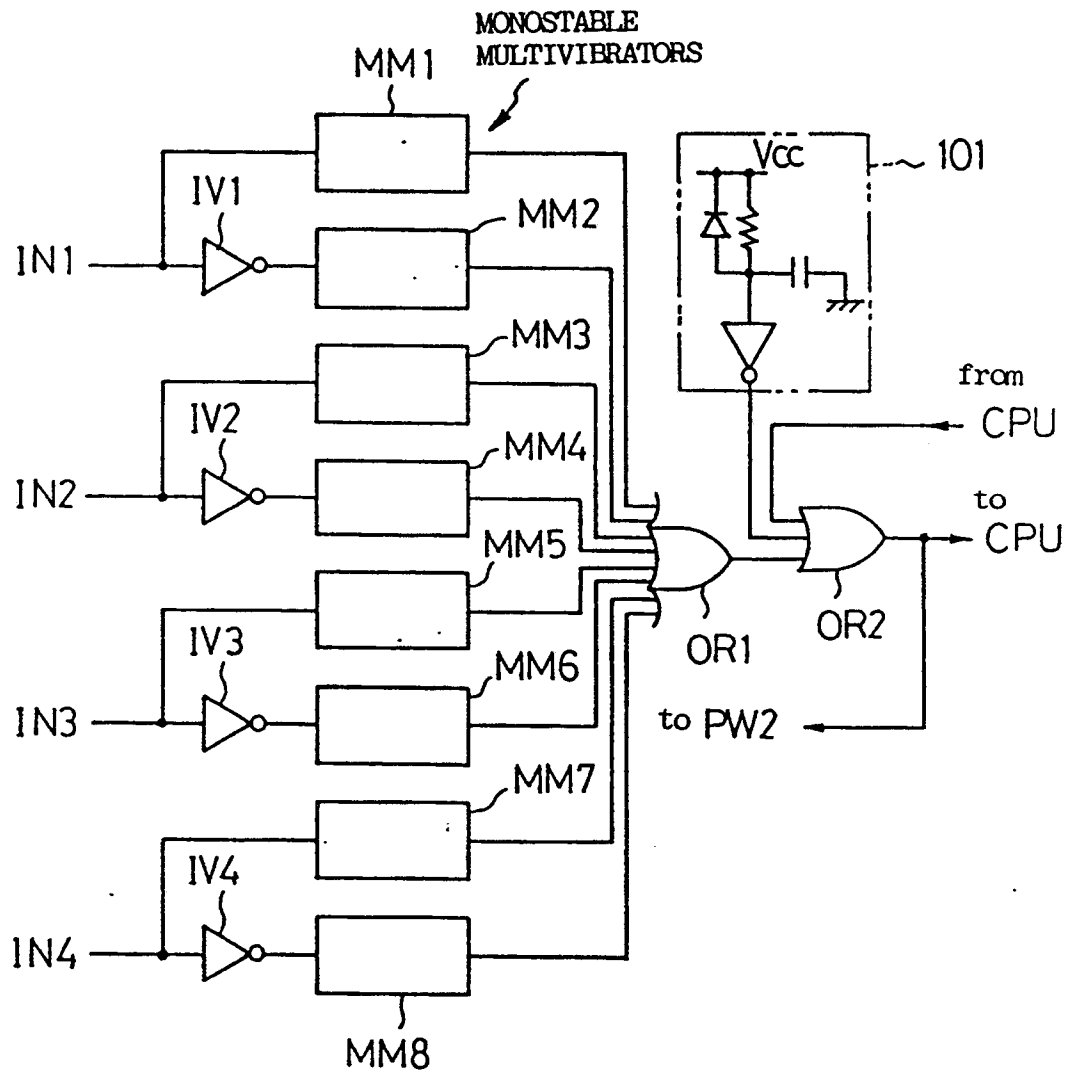 MONOSTABLE
MULTIVIBRATORS
MM1
Vcc
101
IV1
MM2
IN1
MM3
from
CPU
IV2
MM4
IN2
to
CPU
MM5
OR1
OR2
IV3
MM6
IN3
to PW2
MM7
IV4
IN4
MM8